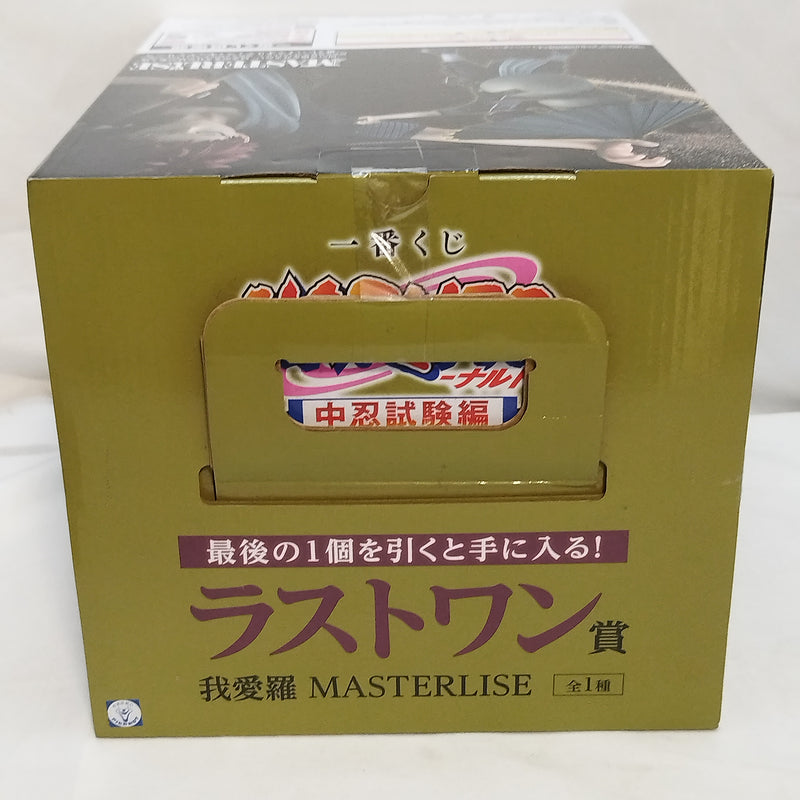 MASTERLISE
一番くじ
ーナルト
中忍試験編
最後の1個を引くと手に入る!
ラストワン賞
我愛羅 MASTERLISE 全1種